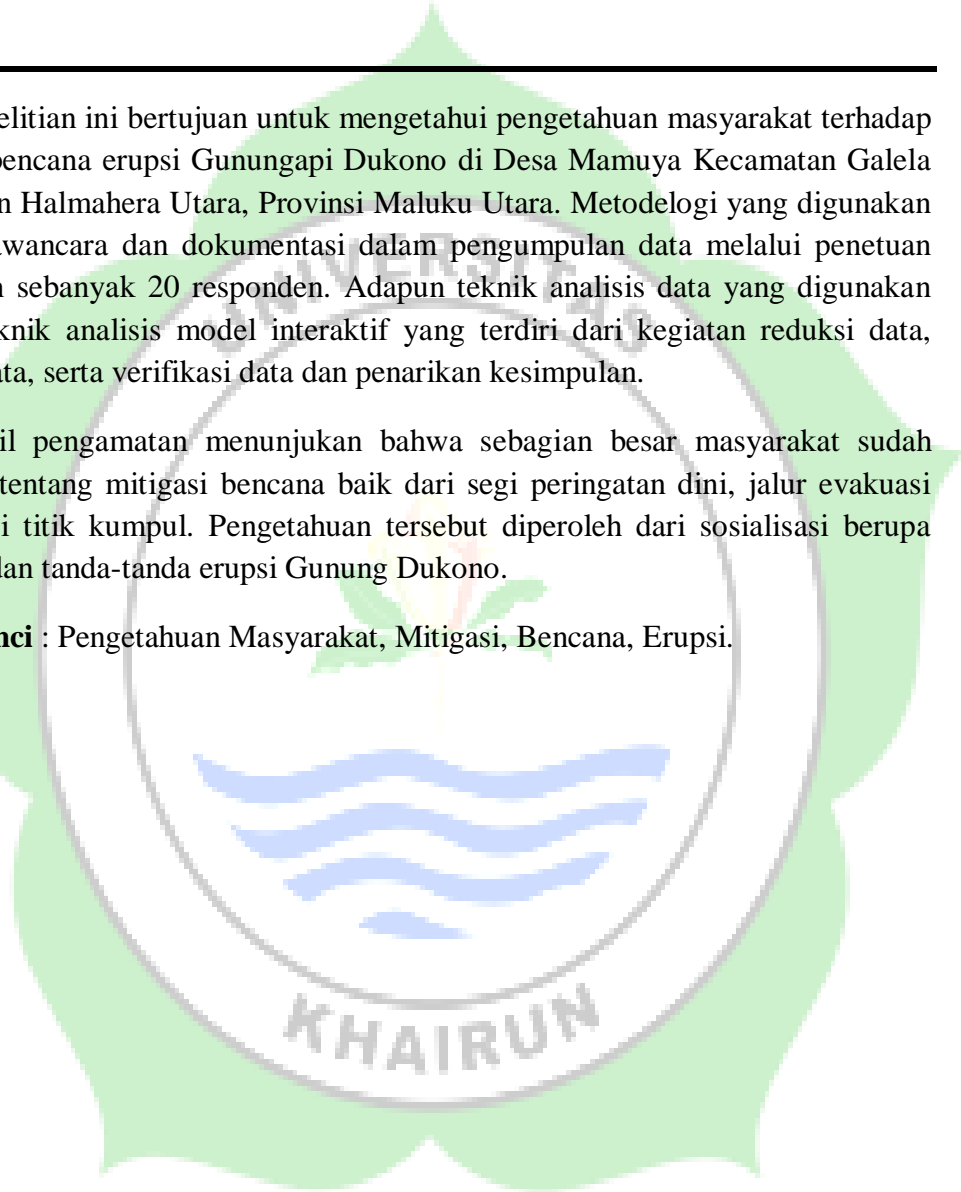 elitian ini bertujuan untuk mengetahui pengetahuan masyarakat terhadap
bencana erupsi Gunungapi Dukono di Desa Mamuya Kecamatan Galela
n Halmahera Utara, Provinsi Maluku Utara. Metodelogi yang digunakan
awancara dan dokumentasi dalam pengumpulan data melalui penetuan
n sebanyak 20 responden. Adapun teknik analisis data yang digunakan
knik analisis model interaktif yang terdiri dari kegiatan reduksi data,
ata, serta verifikasi data dan penarikan kesimpulan.
il pengamatan menunjukan bahwa sebagian besar masyarakat sudah
tentang mitigasi bencana baik dari segi peringatan dini, jalur evakuasi
i titik kumpul. Pengetahuan tersebut diperoleh dari sosialisasi berupa
dan tanda-tanda erupsi Gunung Dukono.
nci : Pengetahuan Masyarakat, Mitigasi, Bencana, Erupsi.
UNIVERSITAS
KHAIRUN